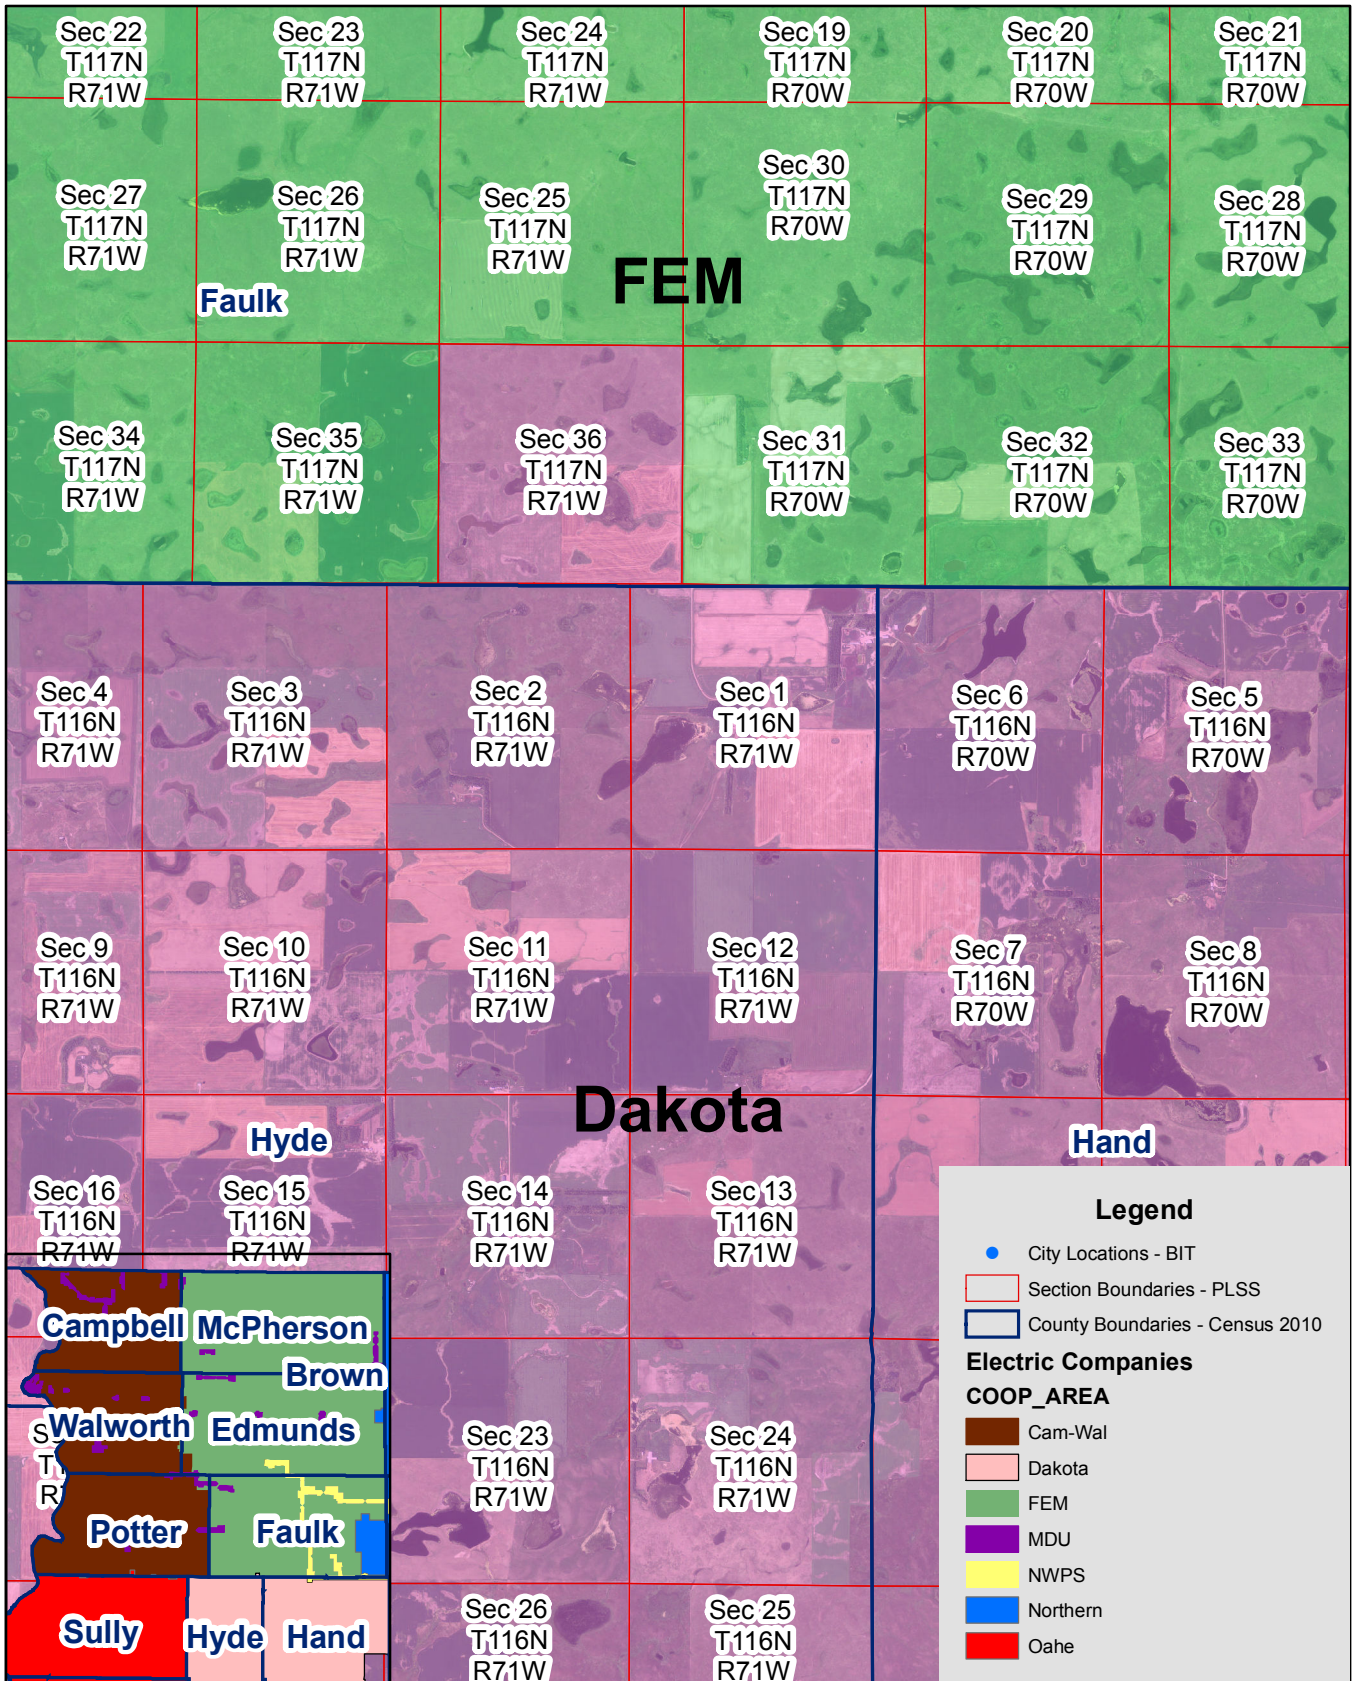 Sec 22
T117N
R71W
Sec 23
T117N
R71W
Sec 24
T117N
R71W
Sec 19
T117N
R70W
Sec 20
T117N
R70W
Sec 21
T117N
R70W
Sec 27
T117N
R71W
Sec 26
T117N
R71W
Sec 25
T117N
R71W
Sec 30
T117N
R70W
Sec 29
T117N
R70W
Sec 28
T117N
R70W
Faulk
FEM
Sec 34
T117N
R71W
Sec 35
T117N
R71W
Sec 36
T117N
R71W
Sec 31
T117N
R70W
Sec 32
T117N
R70W
Sec 33
T117N
R70W
Sec 4
T116N
R71W
Sec 3
T116N
R71W
Sec 2
T116N
R71W
Sec 1
T116N
R71W
Sec 6
T116N
R70W
Sec 5
T116N
R70W
Sec 9
T116N
R71W
Sec 10
T116N
R71W
Sec 11
T116N
R71W
Sec 12
T116N
R71W
Sec 7
T116N
R70W
Sec 8
T116N
R70W
Dakota
Hyde
Hand
Sec 16
T116N
R71W
Sec 15
T116N
R71W
Sec 14
T116N
R71W
Sec 13
T116N
R71W
Sec 23
T116N
R71W
Sec 24
T116N
R71W
Sec 26
T116N
R71W
Sec 25
T116N
R71W
Campbell
McPherson
Brown
Walworth
Edmunds
Potter
Faulk
Sully
Hyde
Hand
Legend
City Locations - BIT
Section Boundaries - PLSS
County Boundaries - Census 2010
Electric Companies
COOP_AREA
Cam-Wal
Dakota
FEM
MDU
NWPS
Northern
Oahe